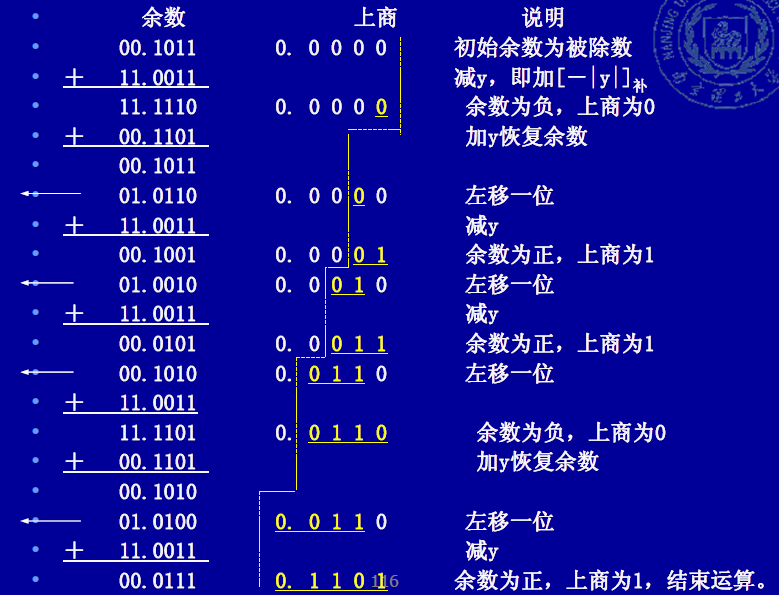 余数 上商 说明
00.1011 0. 0 0 0 0 初始余数为被除数
＋ 11.0011 减y, 即加[－|y|]补
11.1110 0. 0 0 0 0 余数为负, 上商为0
＋ 00.1101 加y恢复余数
00.1011
01.0110 0. 0 0 0 0 左移一位
＋ 11.0011 减y
00.1001 0. 0 0 0 1 余数为正, 上商为1
01.0010 0. 0 0 1 0 左移一位
＋ 11.0011 减y
00.0101 0. 0 0 1 1 余数为正, 上商为1
00.1010 0. 0 1 1 0 左移一位
＋ 11.0011
11.1101 0. 0 1 1 0 余数为负, 上商为0
＋ 00.1101 加y恢复余数
00.1010
01.0100 0. 0 1 1 0 左移一位
＋ 11.0011 减y
00.0111 0. 1 1 0 1 余数为正, 上商为1, 结束运算。